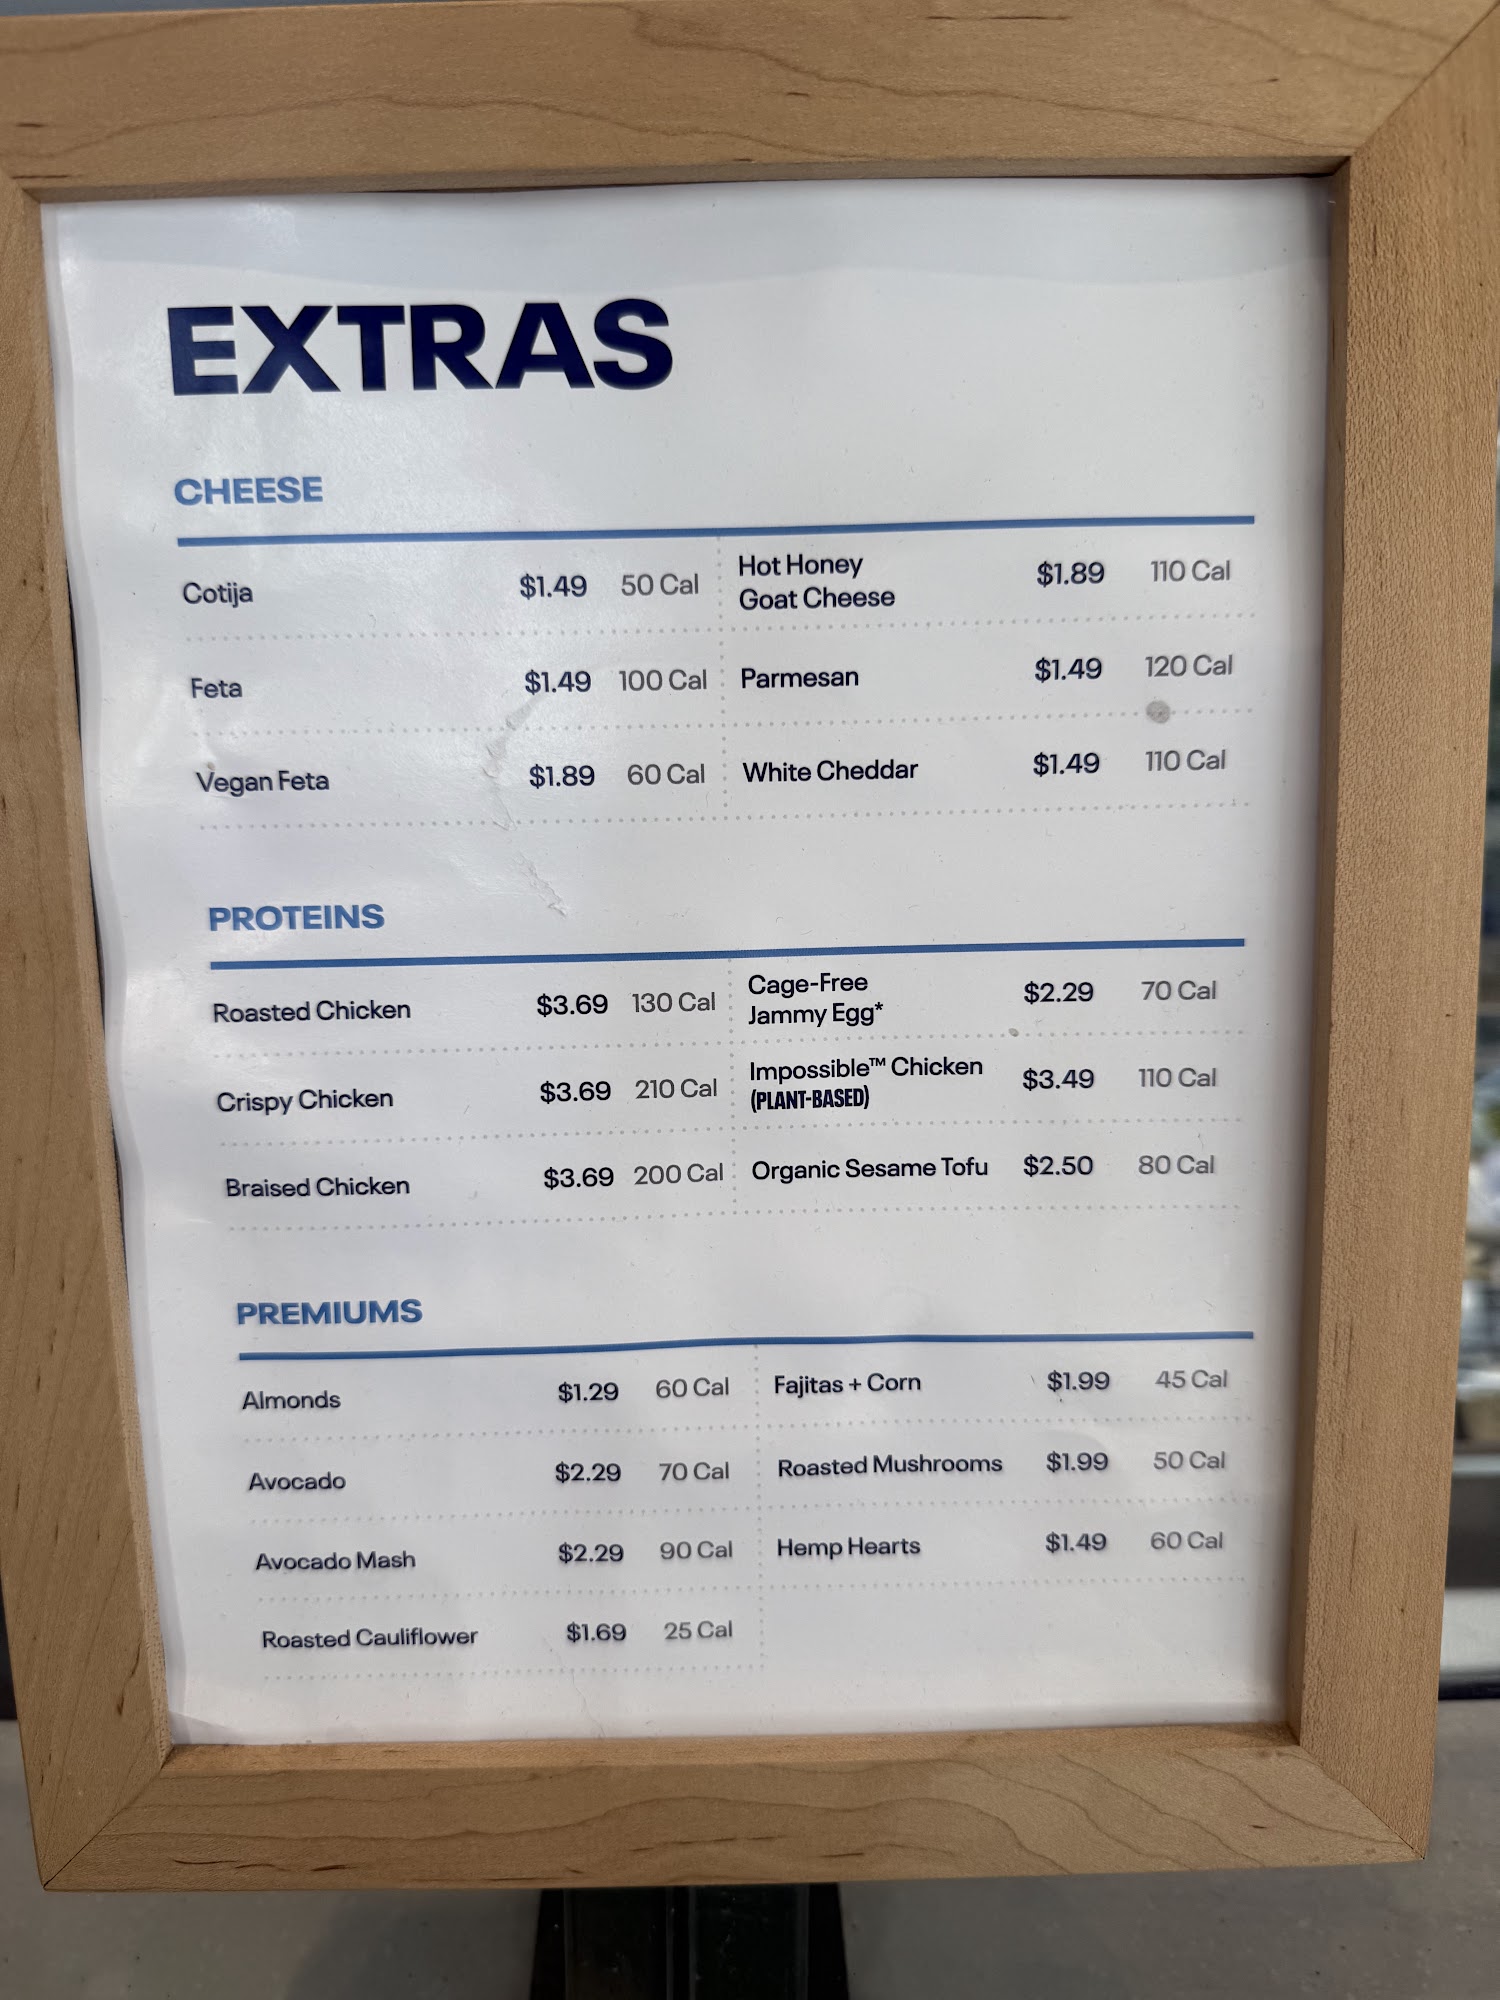 EXTRAS
CHEESE
Cotija $1.49 50 Cal
Feta $1.49 100 Cal
Vegan Feta $1.89 60 Cal
Hot Honey
Goat Cheese $1.89 110 Cal
Parmesan $1.49 120 Cal
White Cheddar $1.49 110 Cal
PROTEINS
Roasted Chicken $3.69 130 Cal
Crispy Chicken $3.69 210 Cal
Braised Chicken $3.69 200 Cal
Cage-Free
Jammy Egg* $2.29 70 Cal
Impossible™ Chicken
(PLANT-BASED) $3.49 110 Cal
Organic Sesame Tofu $2.50 80 Cal
PREMIUMS
Almonds $1.29 60 Cal
Avocado $2.29 70 Cal
Avocado Mash $2.29 90 Cal
Roasted Cauliflower $1.69 25 Cal
Fajitas + Corn $1.99 45 Cal
Roasted Mushrooms $1.99 50 Cal
Hemp Hearts $1.49 60 Cal